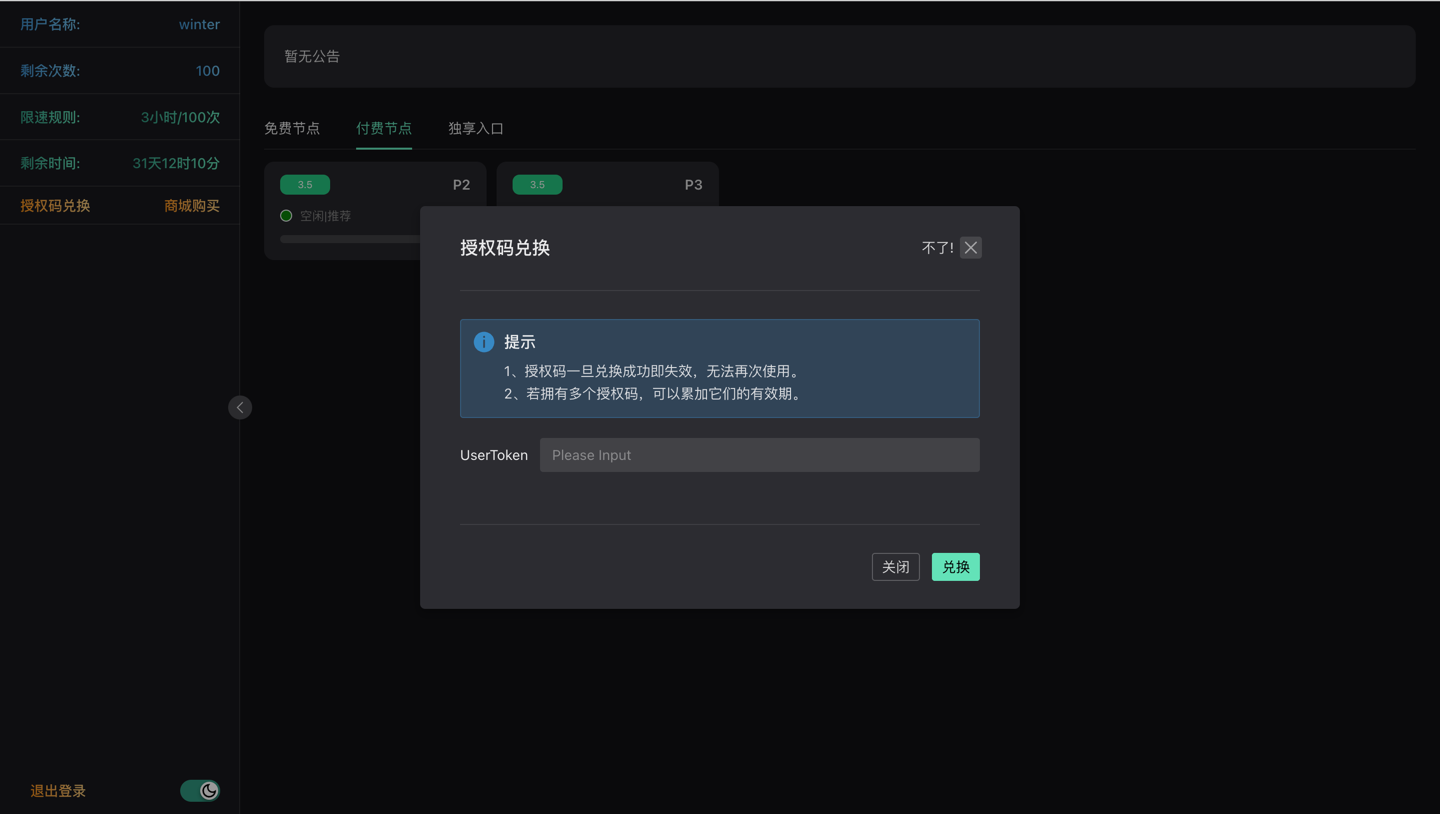 用户名称: winter
剩余次数: 100
限速规则: 3小时/100次
剩余时间: 31天12时10分
授权码兑换 商城购买
退出登录
暂无公告
免费节点 付费节点 独享入口
3.5 P2
空闲|推荐
3.5 P3
授权码兑换 不了!
提示
1、授权码一旦兑换成功即失效，无法再次使用。
2、若拥有多个授权码，可以累加它们的有效期。
UserToken Please Input
关闭 兑换